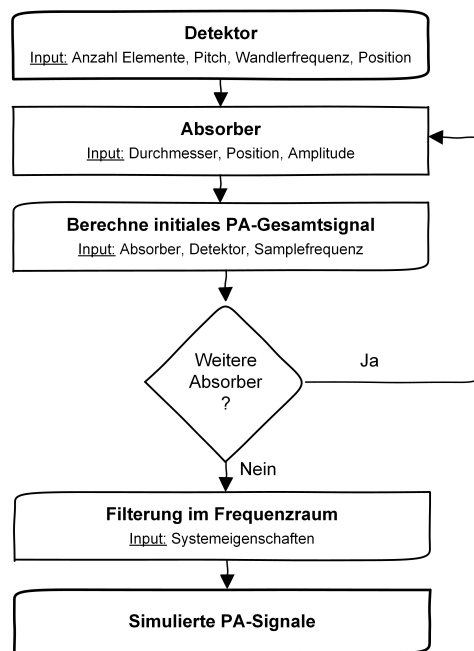 Detektor
Input: Anzahl Elemente, Pitch, Wandlerfrequenz, Position
Absorber
Input: Durchmesser, Position, Amplitude
Berechne initiales PA-Gesamtsignal
Input: Absorber, Detektor, Samplefrequenz
Weitere
Absorber
?
Ja
Nein
Filterung im Frequenzraum
Input: Systemeigenschaften
Simulierte PA-Signale